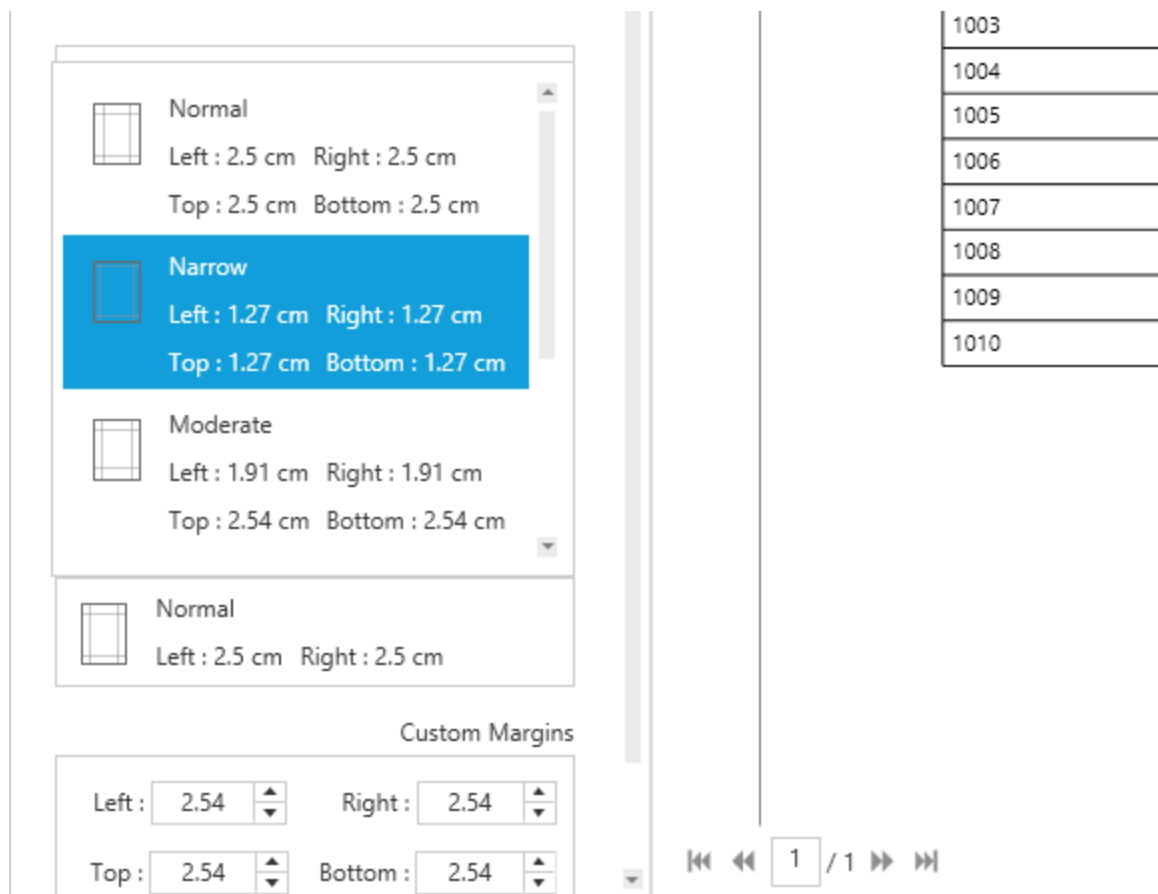 Normal
Left : 2.5 cm Right : 2.5 cm
Top : 2.5 cm Bottom : 2.5 cm
Narrow
Left : 1.27 cm Right : 1.27 cm
Top : 1.27 cm Bottom : 1.27 cm
Moderate
Left : 1.91 cm Right : 1.91 cm
Top : 2.54 cm Bottom : 2.54 cm
Normal
Left : 2.5 cm Right : 2.5 cm
Custom Margins
Left : 2.54 Right : 2.54
Top : 2.54 Bottom : 2.54
1003
1004
1005
1006
1007
1008
1009
1010
1 / 1